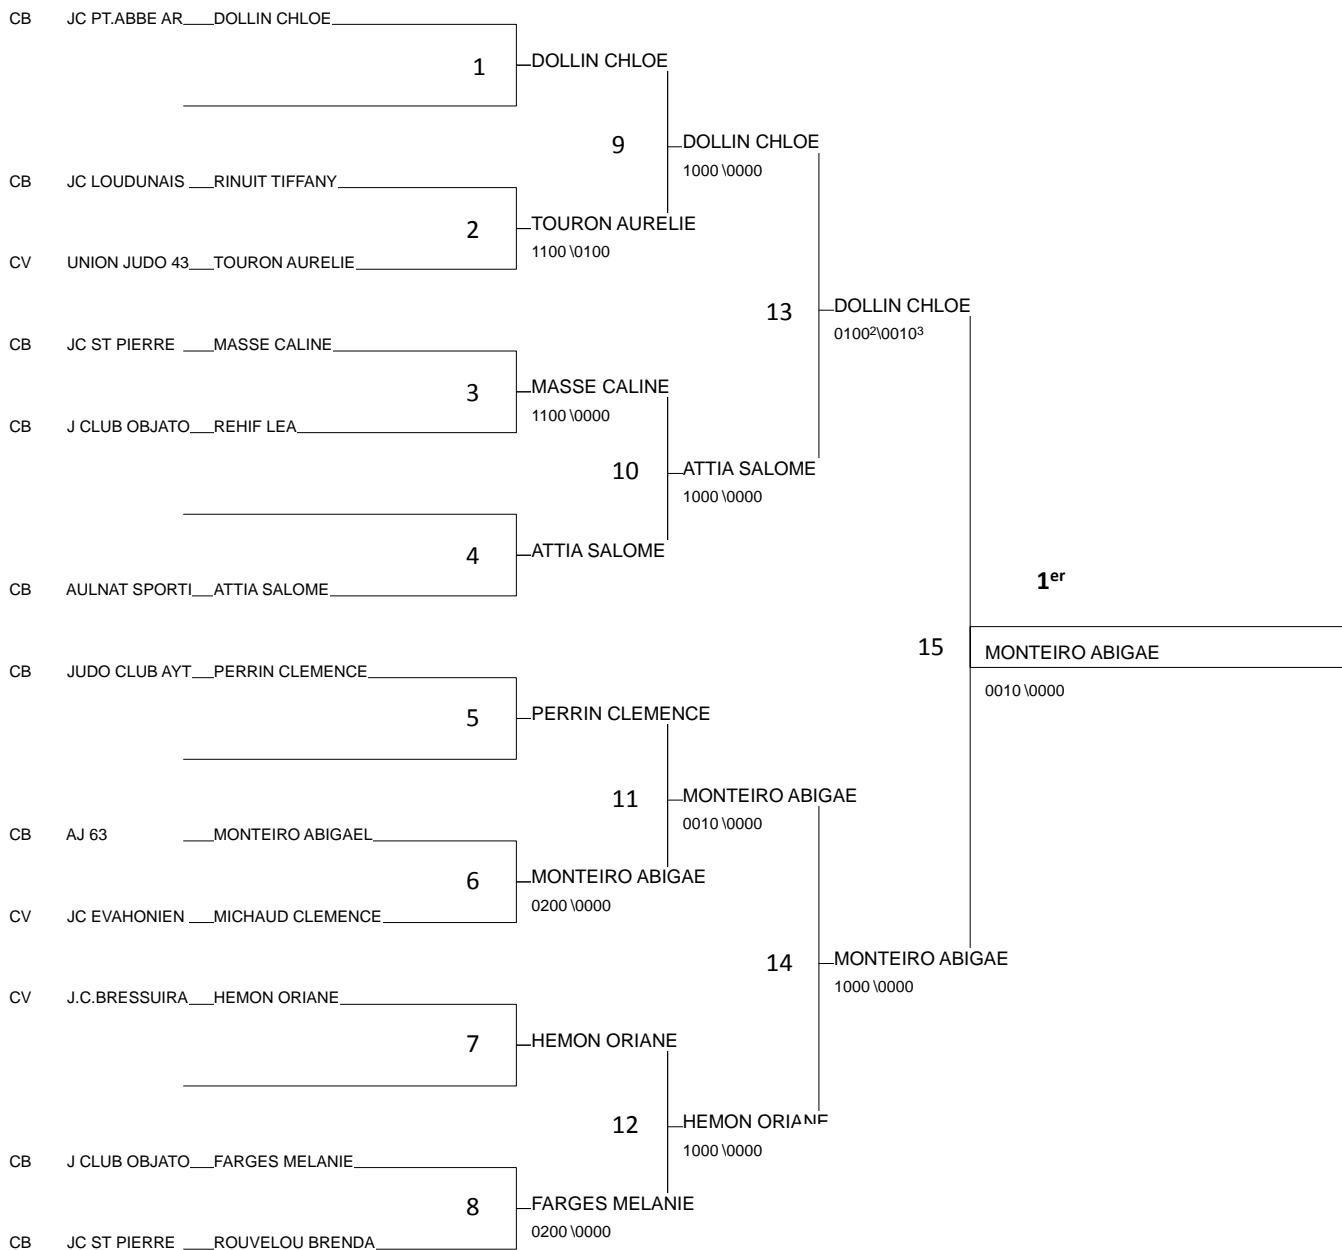 CB JC PT.ABBE AR DOLLIN CHLOE
1 DOLLIN CHLOE
9 DOLLIN CHLOE
1000 \0000
CB JC LOUDUNAIS RINUIT TIFFANY
2 TOURON AURELIE
1100 \0100
CV UNION JUDO 43 TOURON AURELIE
13 DOLLIN CHLOE
0100²\0010³
CB JC ST PIERRE MASSE CALINE
3 MASSE CALINE
1100 \0000
CB J CLUB OBJATO REHIF LEA
10 ATTIA SALOME
1000 \0000
4 ATTIA SALOME
CB AULNAT SPORTI ATTIA SALOME
1er
15 MONTEIRO ABIGAE
0010 \0000
CB JUDO CLUB AYT PERRIN CLEMENCE
5 PERRIN CLEMENCE
11 MONTEIRO ABIGAE
0010 \0000
CB AJ 63 MONTEIRO ABIGAEL
6 MONTEIRO ABIGAE
0200 \0000
CV JC EVAHONIEN MICHAUD CLEMENCE
14 MONTEIRO ABIGAE
1000 \0000
CV J.C.BRESSUIRA HEMON ORIANE
7 HEMON ORIANE
12 HEMON ORIANE
1000 \0000
CB J CLUB OBJATO FARGES MELANIE
8 FARGES MELANIE
0200 \0000
CB JC ST PIERRE ROUVELOU BRENDA